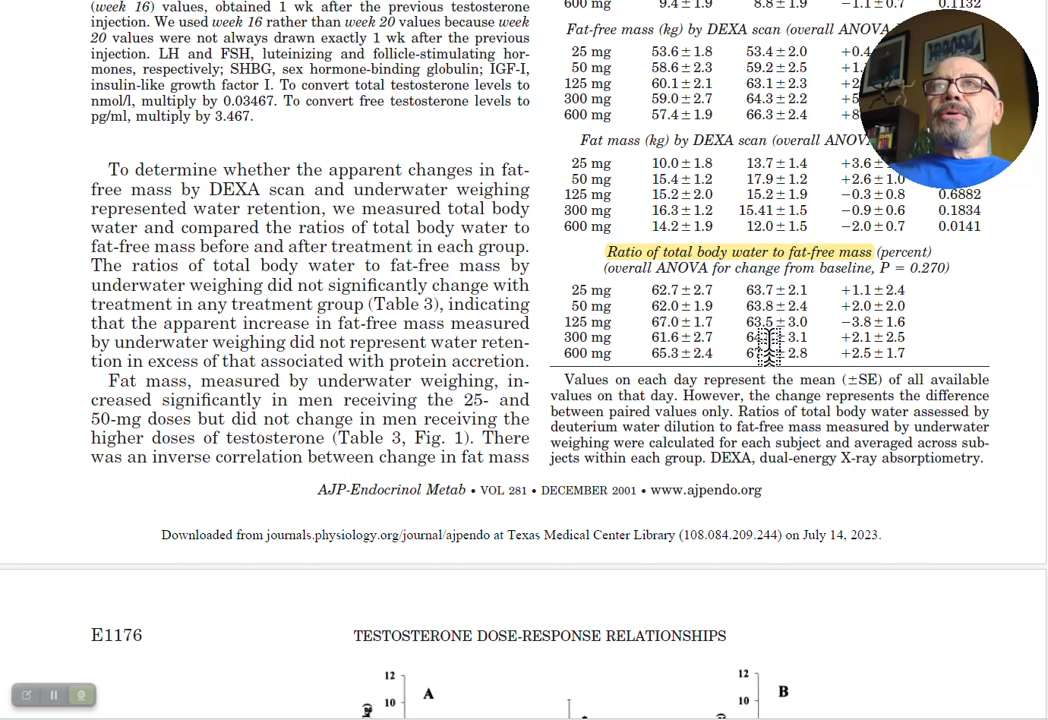 (week 16) values, obtained 1 wk after the previous testosterone
injection. We used week 16 rather than week 20 values because week
20 values were not always drawn exactly 1 wk after the previous
injection. LH and FSH, luteinizing and follicle-stimulating hor-
mones, respectively; SHBG, sex hormone-binding globulin; IGF-I,
insulin-like growth factor I. To convert total testosterone levels to
nmol/l, multiply by 0.03467. To convert free testosterone levels to
pg/ml, multiply by 3.467.
To determine whether the apparent changes in fat-
free mass by DEXA scan and underwater weighing
represented water retention, we measured total body
water and compared the ratios of total body water to
fat-free mass before and after treatment in each group.
The ratios of total body water to fat-free mass by
underwater weighing did not significantly change with
treatment in any treatment group (Table 3), indicating
that the apparent increase in fat-free mass measured
by underwater weighing did not represent water reten-
tion in excess of that associated with protein accretion.
Fat mass, measured by underwater weighing, in-
creased significantly in men receiving the 25- and
50-mg doses but did not change in men receiving the
higher doses of testosterone (Table 3, Fig. 1). There
was an inverse correlation between change in fat mass
600 mg 9.4 ± 1.9 8.8 ± 1.9 −1.1 ± 0.7 0.1132
Fat-free mass (kg) by DEXA scan (overall ANOVA
25 mg 53.6 ± 1.8 53.4 ± 2.0 +0.4
50 mg 58.6 ± 2.3 59.2 ± 2.5 +1.
125 mg 60.1 ± 2.1 63.1 ± 2.3 +2
300 mg 59.0 ± 2.7 64.3 ± 2.2 +5
600 mg 57.4 ± 1.9 66.3 ± 2.4 +8
Fat mass (kg) by DEXA scan (overall ANOV
25 mg 10.0 ± 1.8 13.7 ± 1.4 +3.6 ±
50 mg 15.4 ± 1.2 17.9 ± 1.2 +2.6 ± 1.0
125 mg 15.2 ± 2.0 15.2 ± 1.9 −0.3 ± 0.8 0.6882
300 mg 16.3 ± 1.2 15.41 ± 1.5 −0.9 ± 0.6 0.1834
600 mg 14.2 ± 1.9 12.0 ± 1.5 −2.0 ± 0.7 0.0141
Ratio of total body water to fat-free mass (percent)
(overall ANOVA for change from baseline, P = 0.270)
25 mg 62.7 ± 2.7 63.7 ± 2.1 +1.1 ± 2.4
50 mg 62.0 ± 1.9 63.8 ± 2.4 +2.0 ± 2.0
125 mg 67.0 ± 1.7 63.5 ± 3.0 −3.8 ± 1.6
300 mg 61.6 ± 2.7 3.1 +2.1 ± 2.5
600 mg 65.3 ± 2.4 ± 2.8 +2.5 ± 1.7
Values on each day represent the mean (±SE) of all available
values on that day. However, the change represents the difference
between paired values only. Ratios of total body water assessed by
deuterium water dilution to fat-free mass measured by underwater
weighing were calculated for each subject and averaged across sub-
jects within each group. DEXA, dual-energy X-ray absorptiometry.
AJP-Endocrinol Metab • VOL 281 • DECEMBER 2001 • www.ajpendo.org
Downloaded from journals.physiology.org/journal/ajpendo at Texas Medical Center Library (108.084.209.244) on July 14, 2023.
E1176 TESTOSTERONE DOSE-RESPONSE RELATIONSHIPS
12 A 12 B
10 10